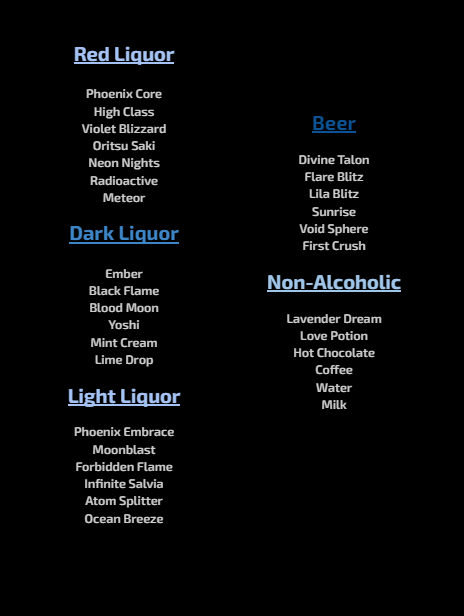 Red Liquor
Phoenix Core
High Class
Violet Blizzard
Oritsu Saki
Neon Nights
Radioactive
Meteor
Dark Liquor
Ember
Black Flame
Blood Moon
Yoshi
Mint Cream
Lime Drop
Light Liquor
Phoenix Embrace
Moonblast
Forbidden Flame
Infinite Salvia
Atom Splitter
Ocean Breeze
Beer
Divine Talon
Flare Blitz
Lila Blitz
Sunrise
Void Sphere
First Crush
Non-Alcoholic
Lavender Dream
Love Potion
Hot Chocolate
Coffee
Water
Milk